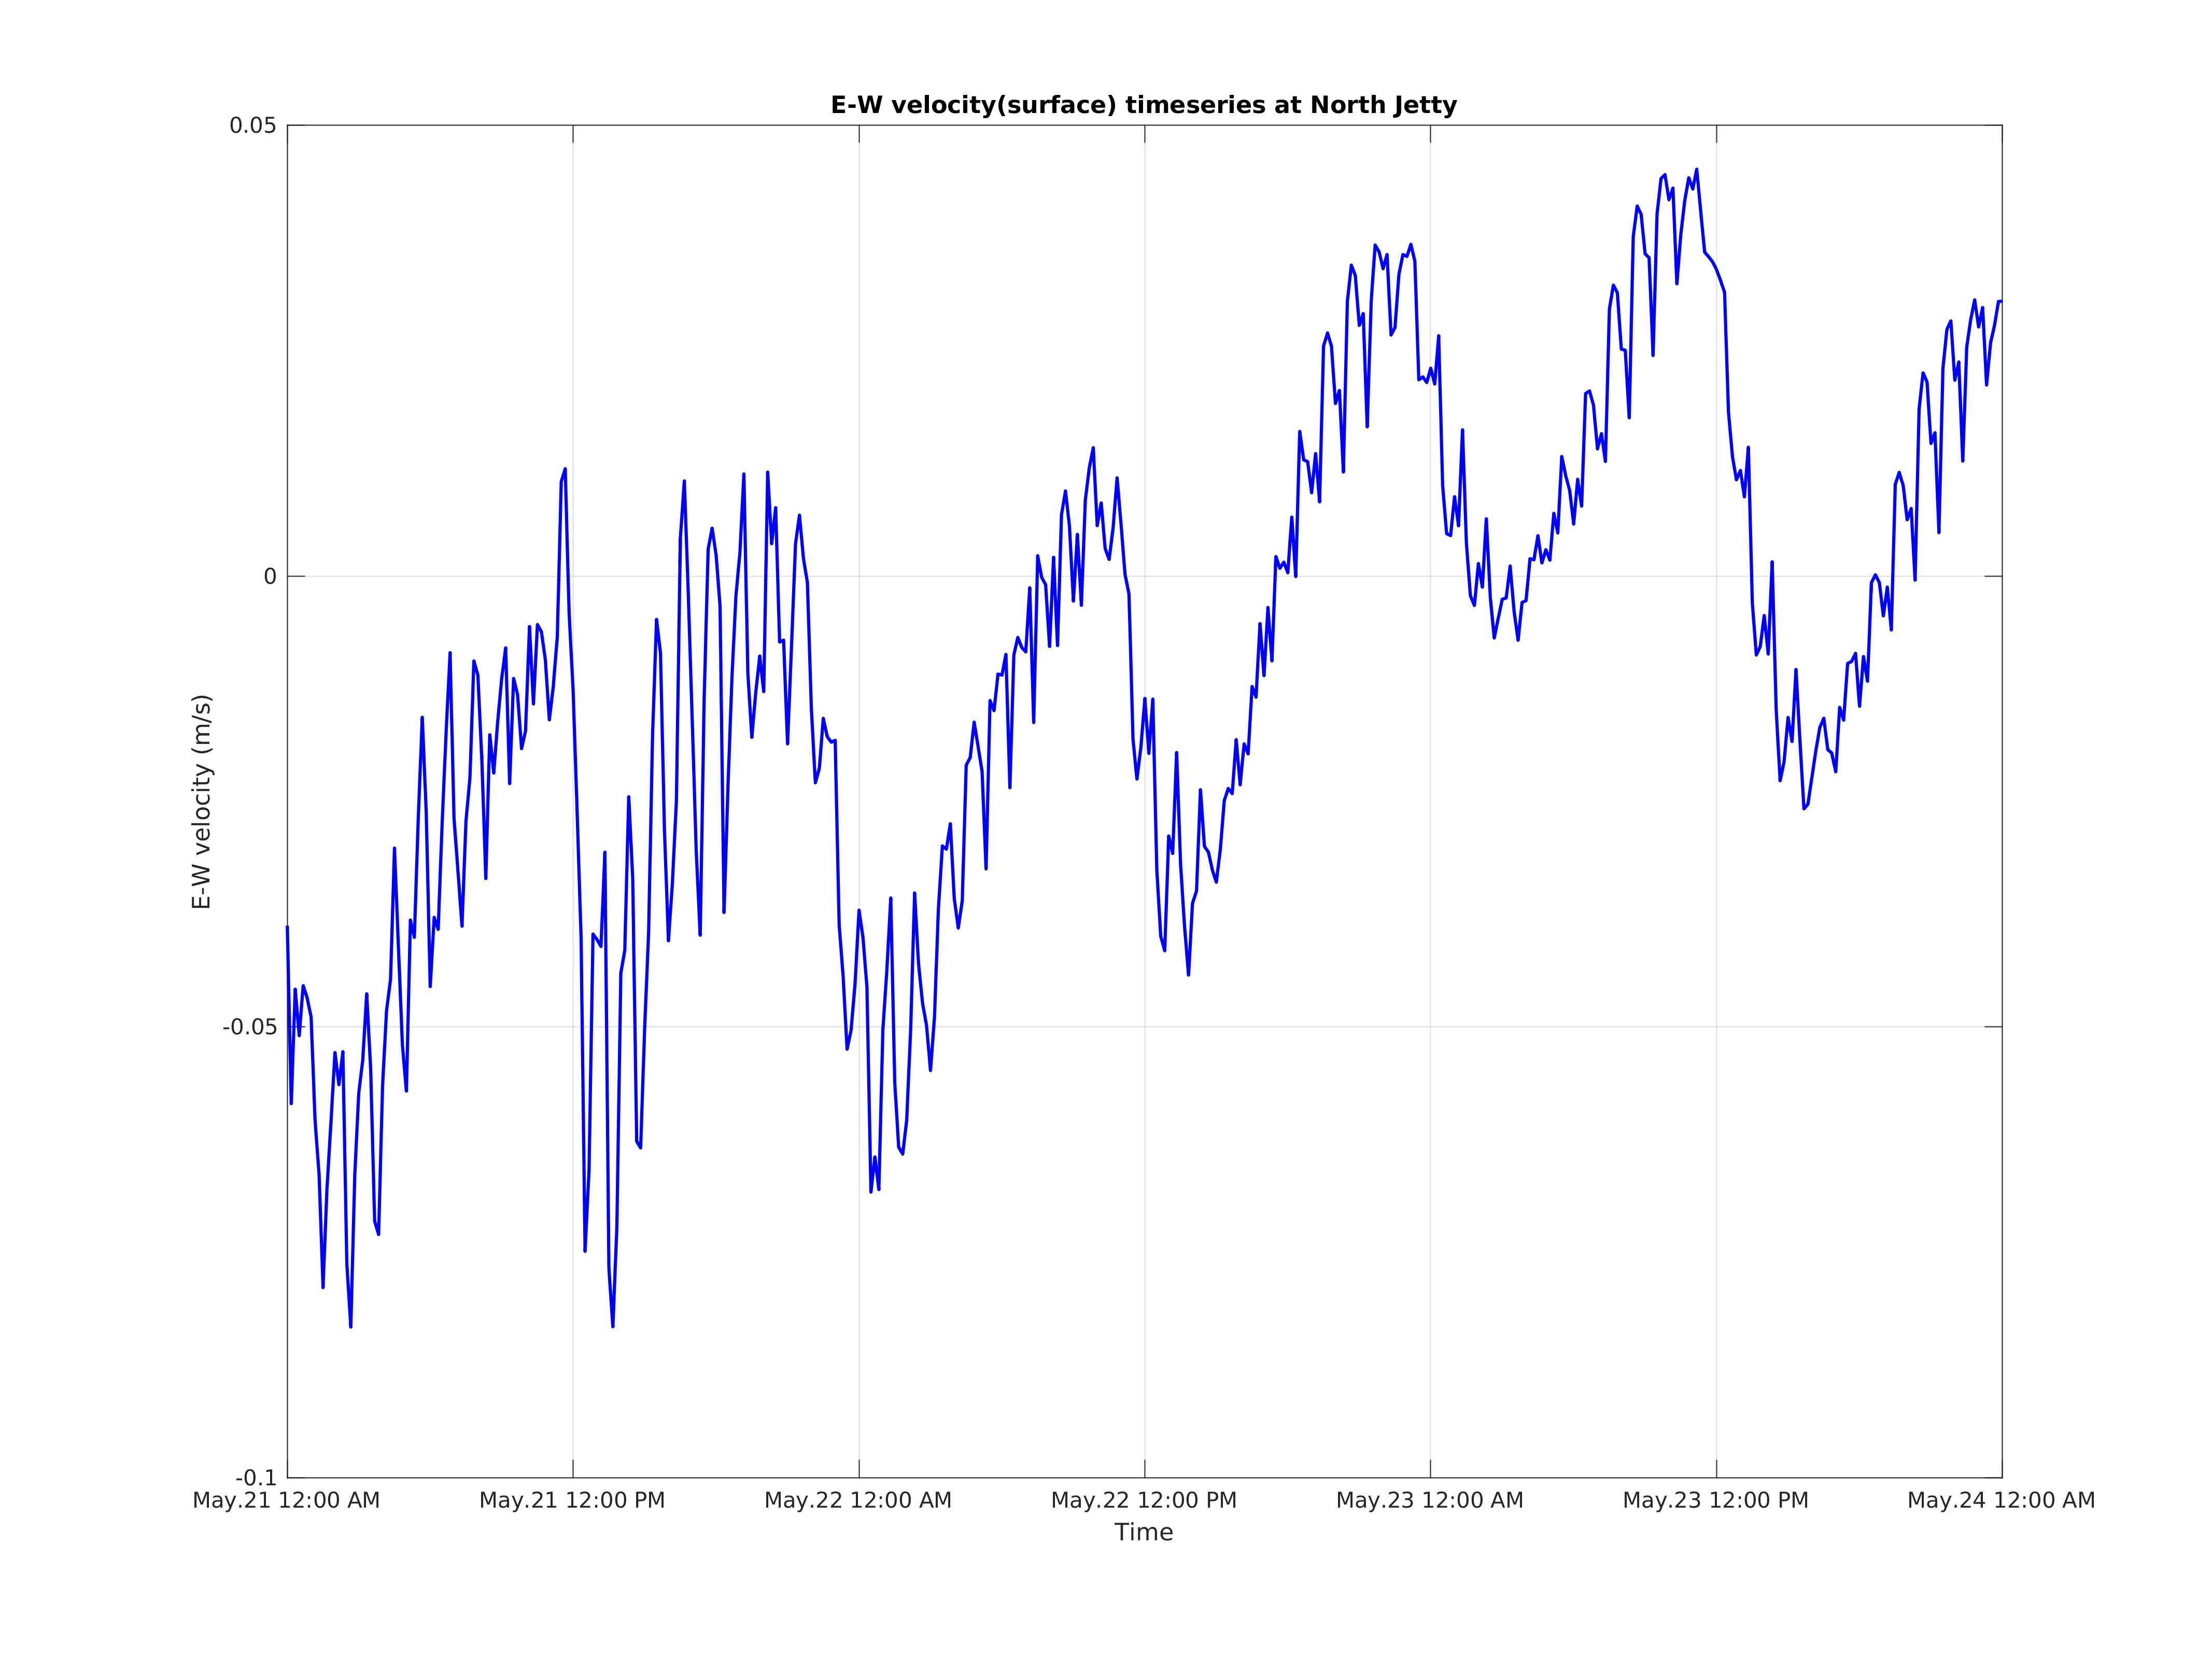 E-W velocity(surface) timeseries at North Jetty
0.05
0
-0.05
-0.1
E-W velocity (m/s)
May.21 12:00 AM May.21 12:00 PM May.22 12:00 AM May.22 12:00 PM May.23 12:00 AM May.23 12:00 PM May.24 12:00 AM
Time